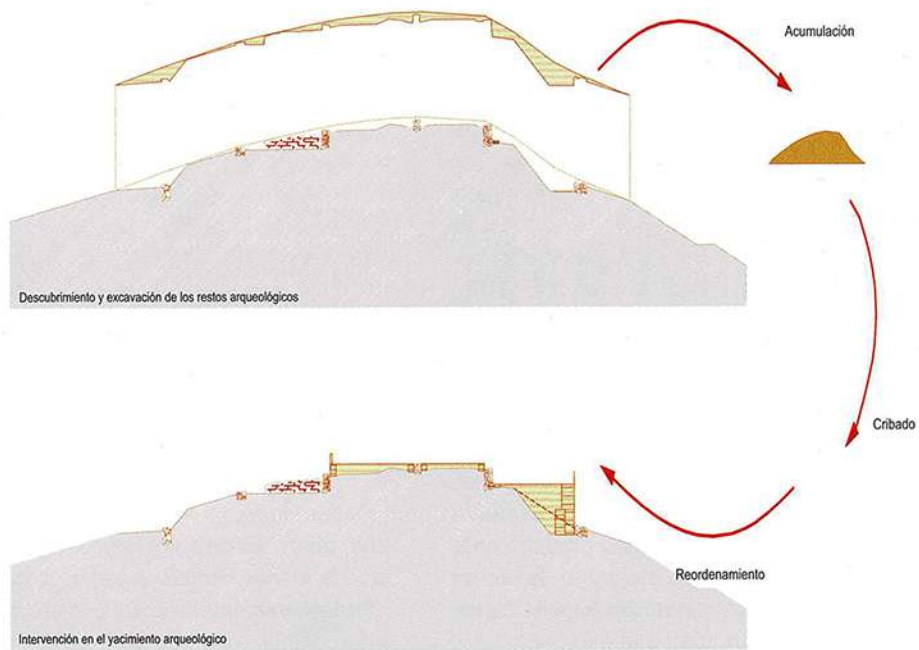 Acumulación
Descubrimiento y excavación de los restos arqueológicos
Cribado
Reordenamiento
Intervención en el yacimiento arqueológico